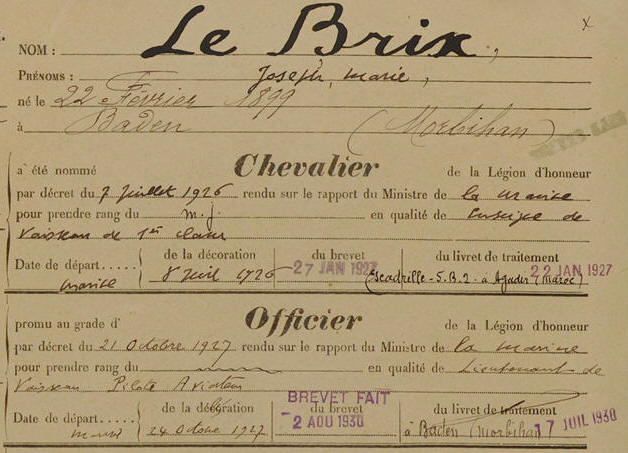 NOM : Le Brix,
PRÉNOMS : Joseph, Marie,
né le 22 Février 1899
à Baden (Morbihan)
a été nommé Chevalier de la Légion d'honneur
par décret du 7 Juillet 1926 rendu sur le rapport du Ministre de la marine
pour prendre rang du m. j. en qualité de Enseigne de
Vaisseau de 1ère classe
Date de départ..... de la décoration du brevet du livret de traitement
Marine 8 Juil 1926 27 JAN 1927 Escadrille-5.B.2-à Agadir (Maroc) 22 JAN 1927
promu au grade d' Officier de la Légion d'honneur
par décret du 21 Octobre 1927 rendu sur le rapport du Ministre de la marine
pour prendre rang du en qualité de Lieutenant de
Vaisseau Pilote Aviateur
BREVET FAIT
Date de départ.... de la décoration du brevet du livret de traitement
24 Octobre 1927 -2 AOU 1930 à Baden (Morbihan) 17 JUIL 1930